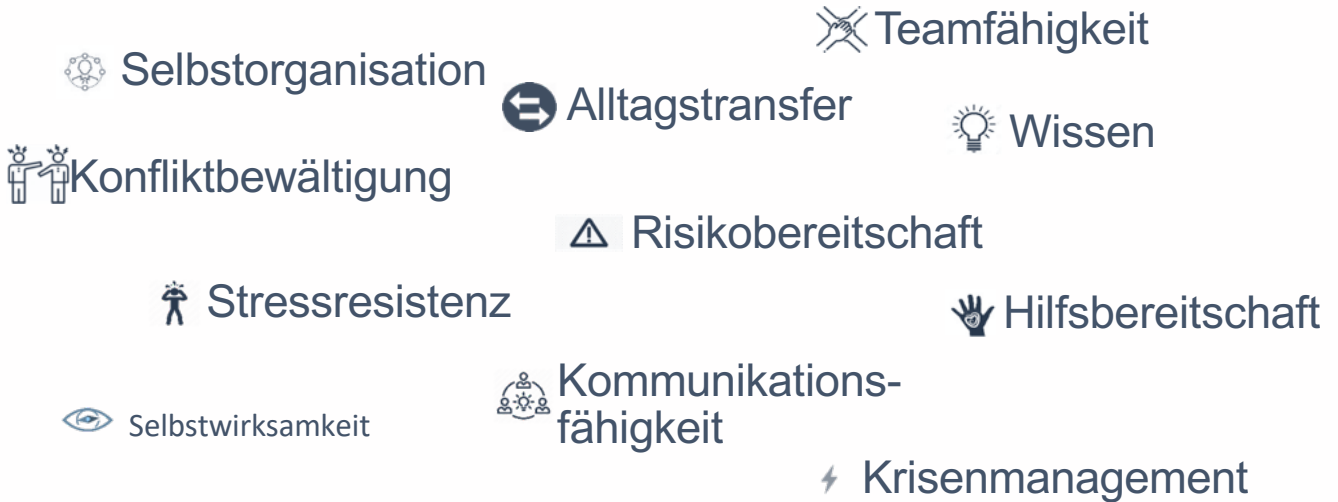 Teamfähigkeit
Selbstorganisation
Alltagstransfer
Wissen
Konfliktbewältigung
Risikobereitschaft
Stressresistenz
Hilfsbereitschaft
Kommunikations-
fähigkeit
Selbstwirksamkeit
Krisenmanagement